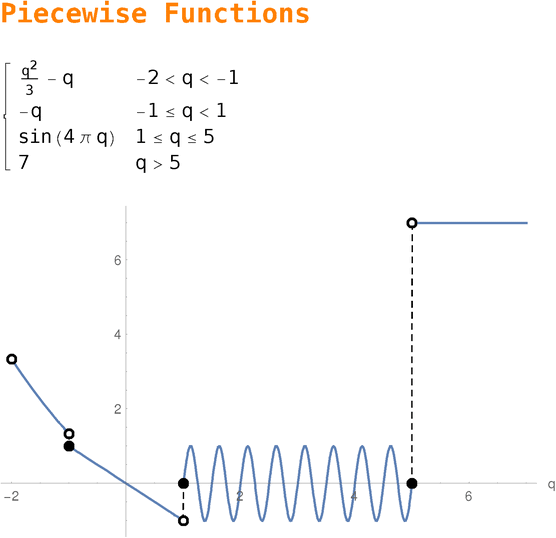 Piecewise Functions
q²/3 − q  −2 < q < −1
−q  −1 ≤ q < 1
sin(4 π q)  1 ≤ q ≤ 5
7  q > 5
6
4
2
−2 2 4 6 q